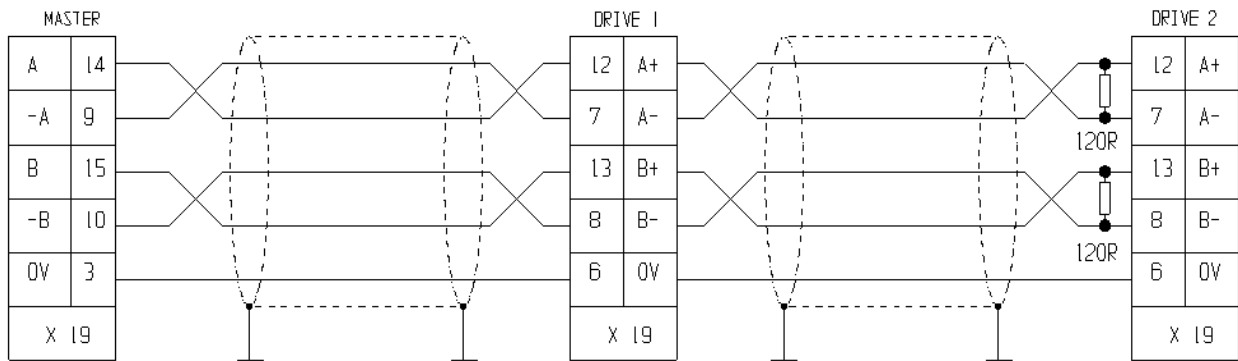 MASTER DRIVE 1 DRIVE 2
A 14 12 A+ 12 A+
-A 9 7 A- 7 A-
120R
B 15 13 B+ 13 B+
-B 10 8 B- 8 B-
120R
0V 3 6 0V 6 0V
X 19 X 19 X 19